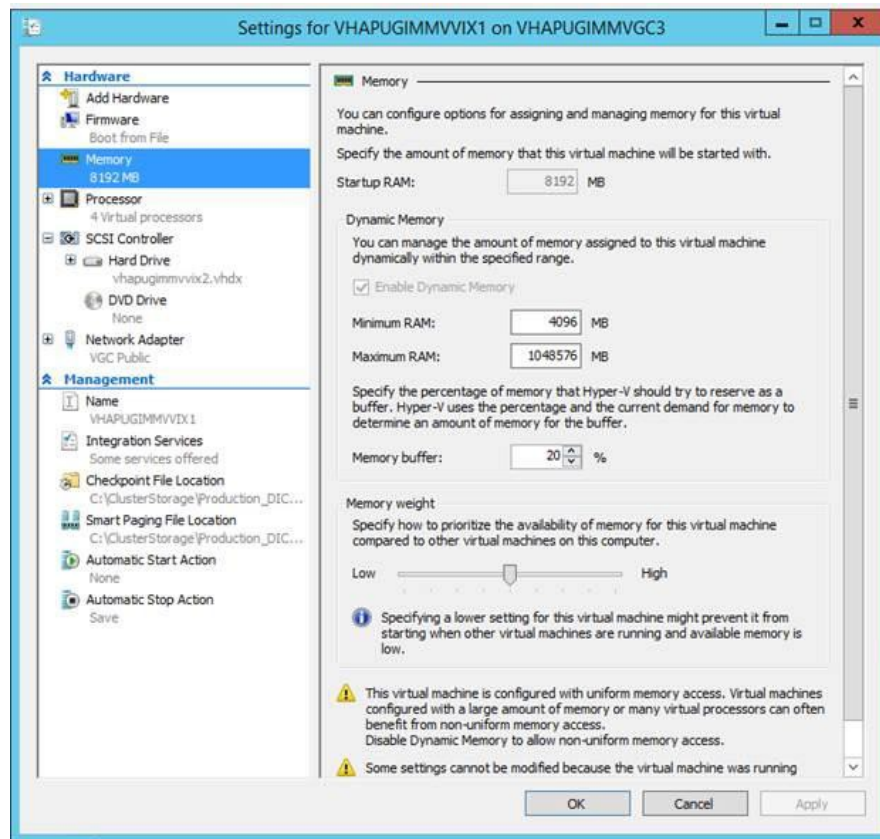 Settings for VHAPUGIMMVVIX1 on VHAPUGIMMVGC3
Hardware
Add Hardware
Firmware
Boot from File
Memory
8192 MB
Processor
4 Virtual processors
SCSI Controller
Hard Drive
vhapugimmvvix2.vhdx
DVD Drive
None
Network Adapter
VGC Public
Management
Name
VHAPUGIMMVVIX1
Integration Services
Some services offered
Checkpoint File Location
C:\ClusterStorage\Production_DIC...
Smart Paging File Location
C:\ClusterStorage\Production_DIC...
Automatic Start Action
None
Automatic Stop Action
Save
Memory
You can configure options for assigning and managing memory for this virtual
machine.
Specify the amount of memory that this virtual machine will be started with.
Startup RAM: 8192 MB
Dynamic Memory
You can manage the amount of memory assigned to this virtual machine
dynamically within the specified range.
Enable Dynamic Memory
Minimum RAM: 4096 MB
Maximum RAM: 1048576 MB
Specify the percentage of memory that Hyper-V should try to reserve as a
buffer. Hyper-V uses the percentage and the current demand for memory to
determine an amount of memory for the buffer.
Memory buffer: 20 %
Memory weight
Specify how to prioritize the availability of memory for this virtual machine
compared to other virtual machines on this computer.
Low High
Specifying a lower setting for this virtual machine might prevent it from
starting when other virtual machines are running and available memory is
low.
This virtual machine is configured with uniform memory access. Virtual machines
configured with a large amount of memory or many virtual processors can often
benefit from non-uniform memory access.
Disable Dynamic Memory to allow non-uniform memory access.
Some settings cannot be modified because the virtual machine was running
OK Cancel Apply